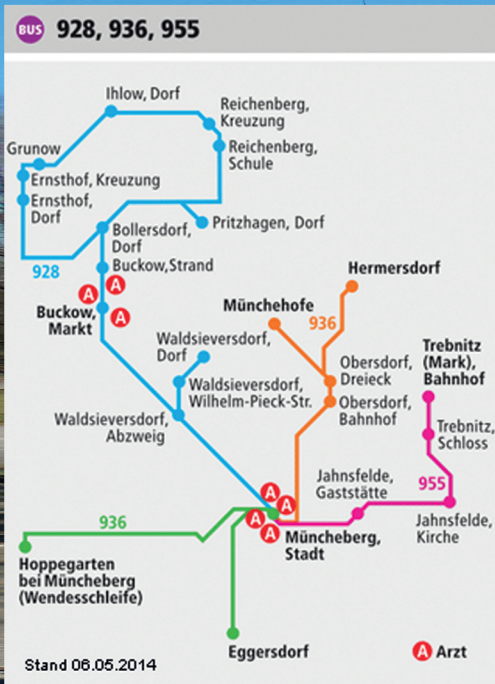 BUS 928, 936, 955
Ihlow, Dorf
Reichenberg,
Kreuzung
Grunow
Reichenberg,
Schule
Ernsthof, Kreuzung
Ernsthof,
Dorf
Pritzhagen, Dorf
Bollersdorf,
Dorf
928
Buckow, Strand
Hermersdorf
A
A
Münchehofe
Buckow,
Markt
A
936
Waldsieversdorf,
Dorf
Trebnitz
(Mark),
Bahnhof
Obersdorf,
Dreieck
Waldsieversdorf,
Wilhelm-Pieck-Str.
Obersdorf,
Bahnhof
Waldsieversdorf,
Abzweig
Trebnitz,
Schloss
Jahnsfelde,
Gaststätte
955
A
A
A
A
936
Müncheberg,
Stadt
Jahnsfelde,
Kirche
Hoppegarten
bei Müncheberg
(Wendesschleife)
Eggersdorf
A Arzt
Stand 06.05.2014